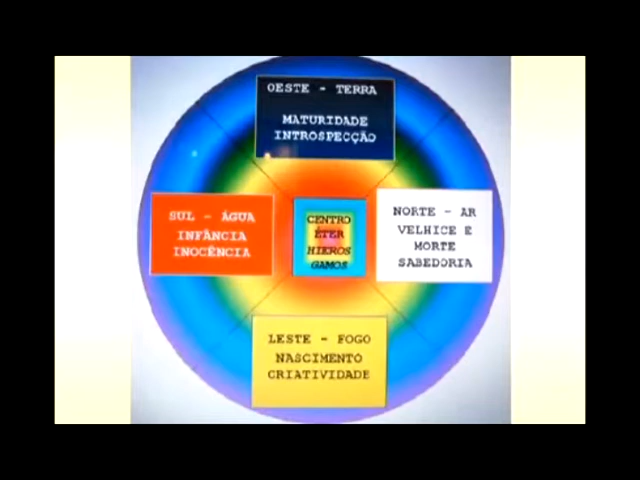 OESTE - TERRA
MATURIDADE
INTROSPECÇÃO
SUL - ÁGUA
INFÂNCIA
INOCÊNCIA
CENTRO
ÉTER
HIEROS
GAMOS
NORTE - AR
VELHICE E
MORTE
SABEDORIA
LESTE - FOGO
NASCIMENTO
CRIATIVIDADE